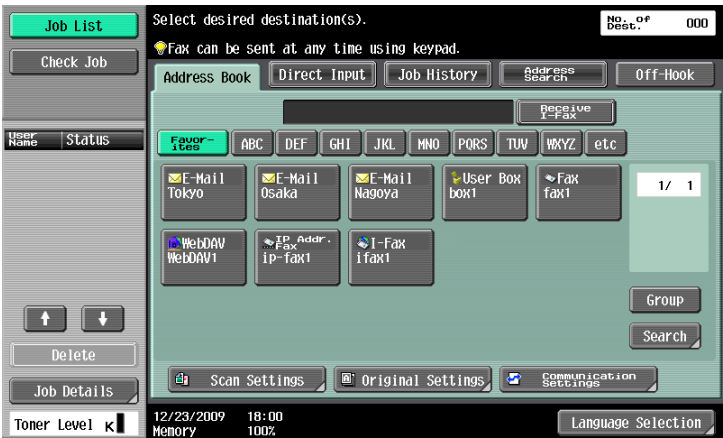 Job List
Check Job
User Name
Status
Delete
Job Details
Toner Level K
Select desired destination(s).
No. of Dest. 000
Fax can be sent at any time using keypad.
Address Book
Direct Input
Job History
Address Search
Off-Hook
Receive I-Fax
Favor-ites
ABC
DEF
GHI
JKL
MNO
PQRS
TUV
WXYZ
etc
E-Mail
Tokyo
E-Mail
Osaka
E-Mail
Nagoya
User Box
box1
Fax
fax1
1/ 1
WebDAV
WebDAV1
IP Addr. Fax
ip-fax1
I-Fax
ifax1
Group
Search
Scan Settings
Original Settings
Communication Settings
12/23/2009 18:00
Memory 100%
Language Selection